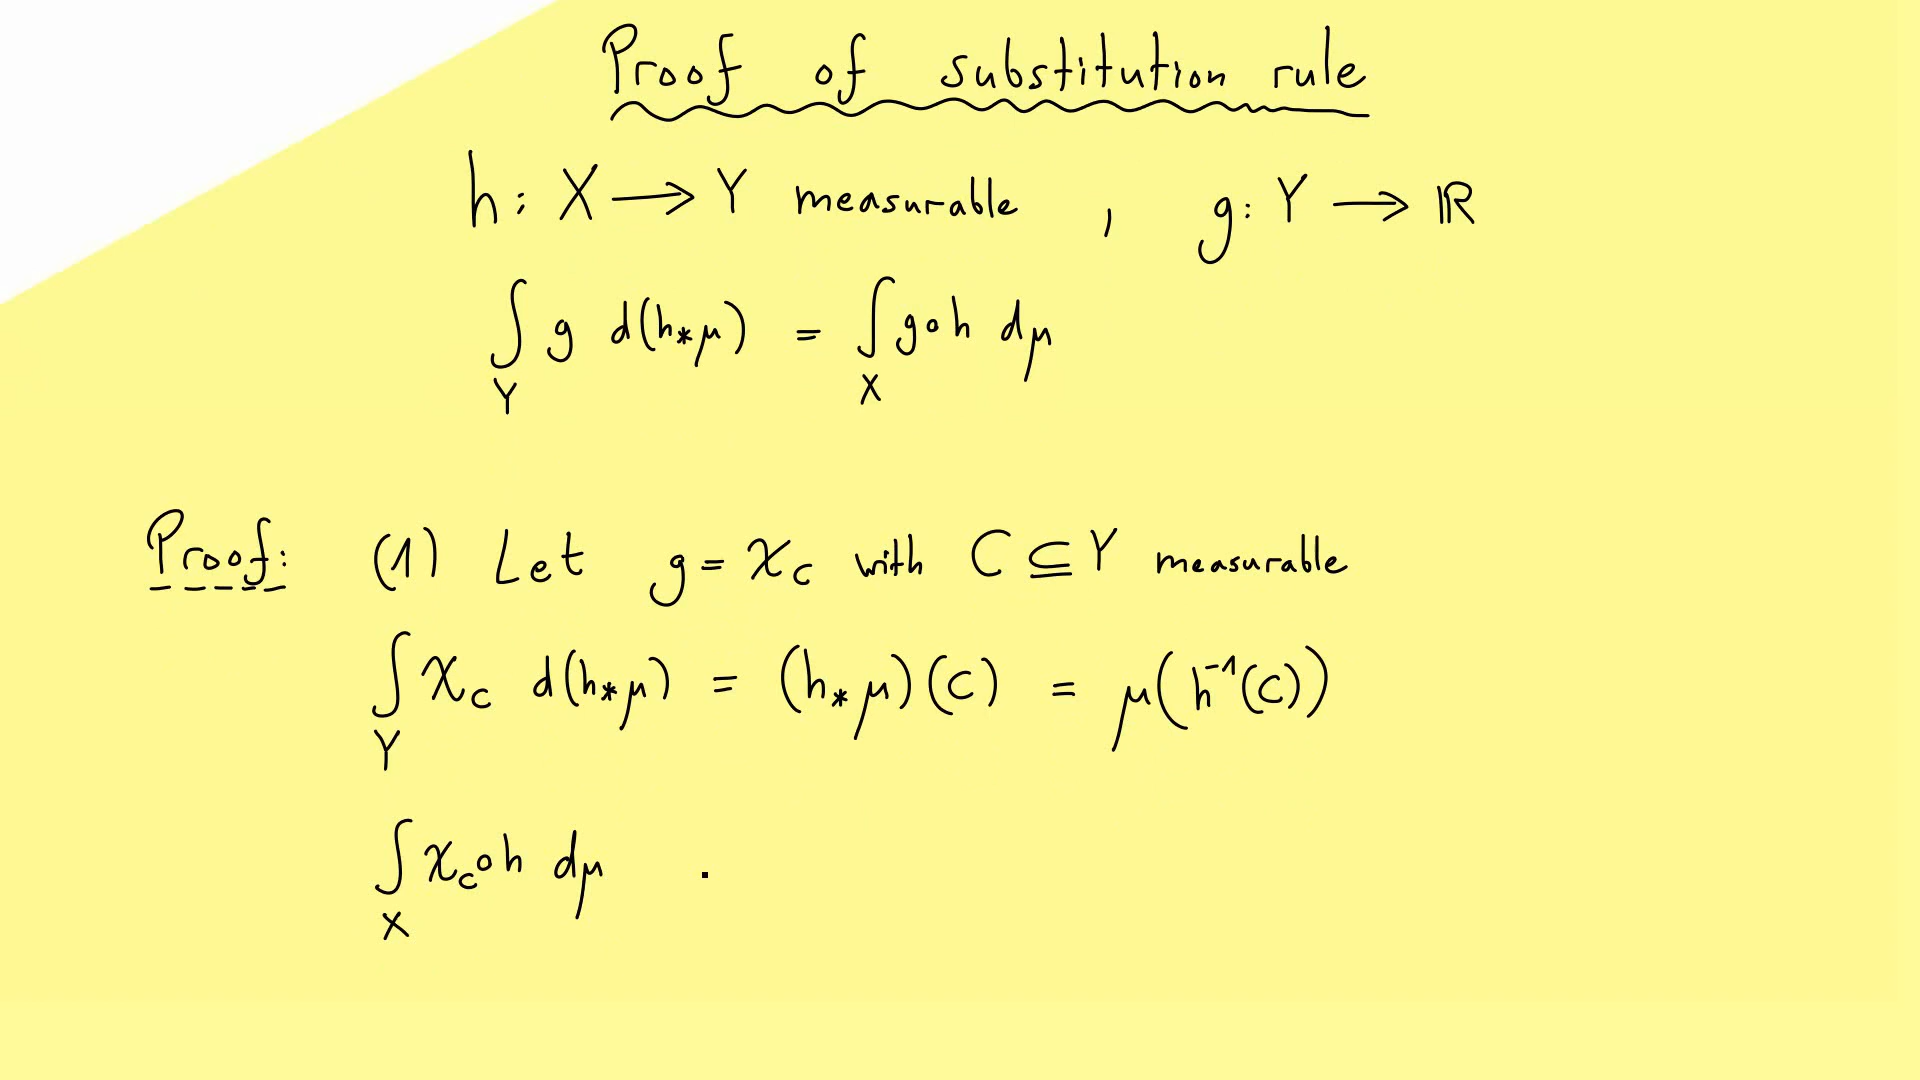 Proof of substitution rule
h: X ⟶ Y measurable , g: Y ⟶ ℝ
∫_Y g d(h_*μ) = ∫_X g∘h dμ
Proof: (1) Let g = χ_C with C ⊆ Y measurable
∫_Y χ_C d(h_*μ) = (h_*μ)(C) = μ(h⁻¹(C))
∫_X χ_C∘h dμ .